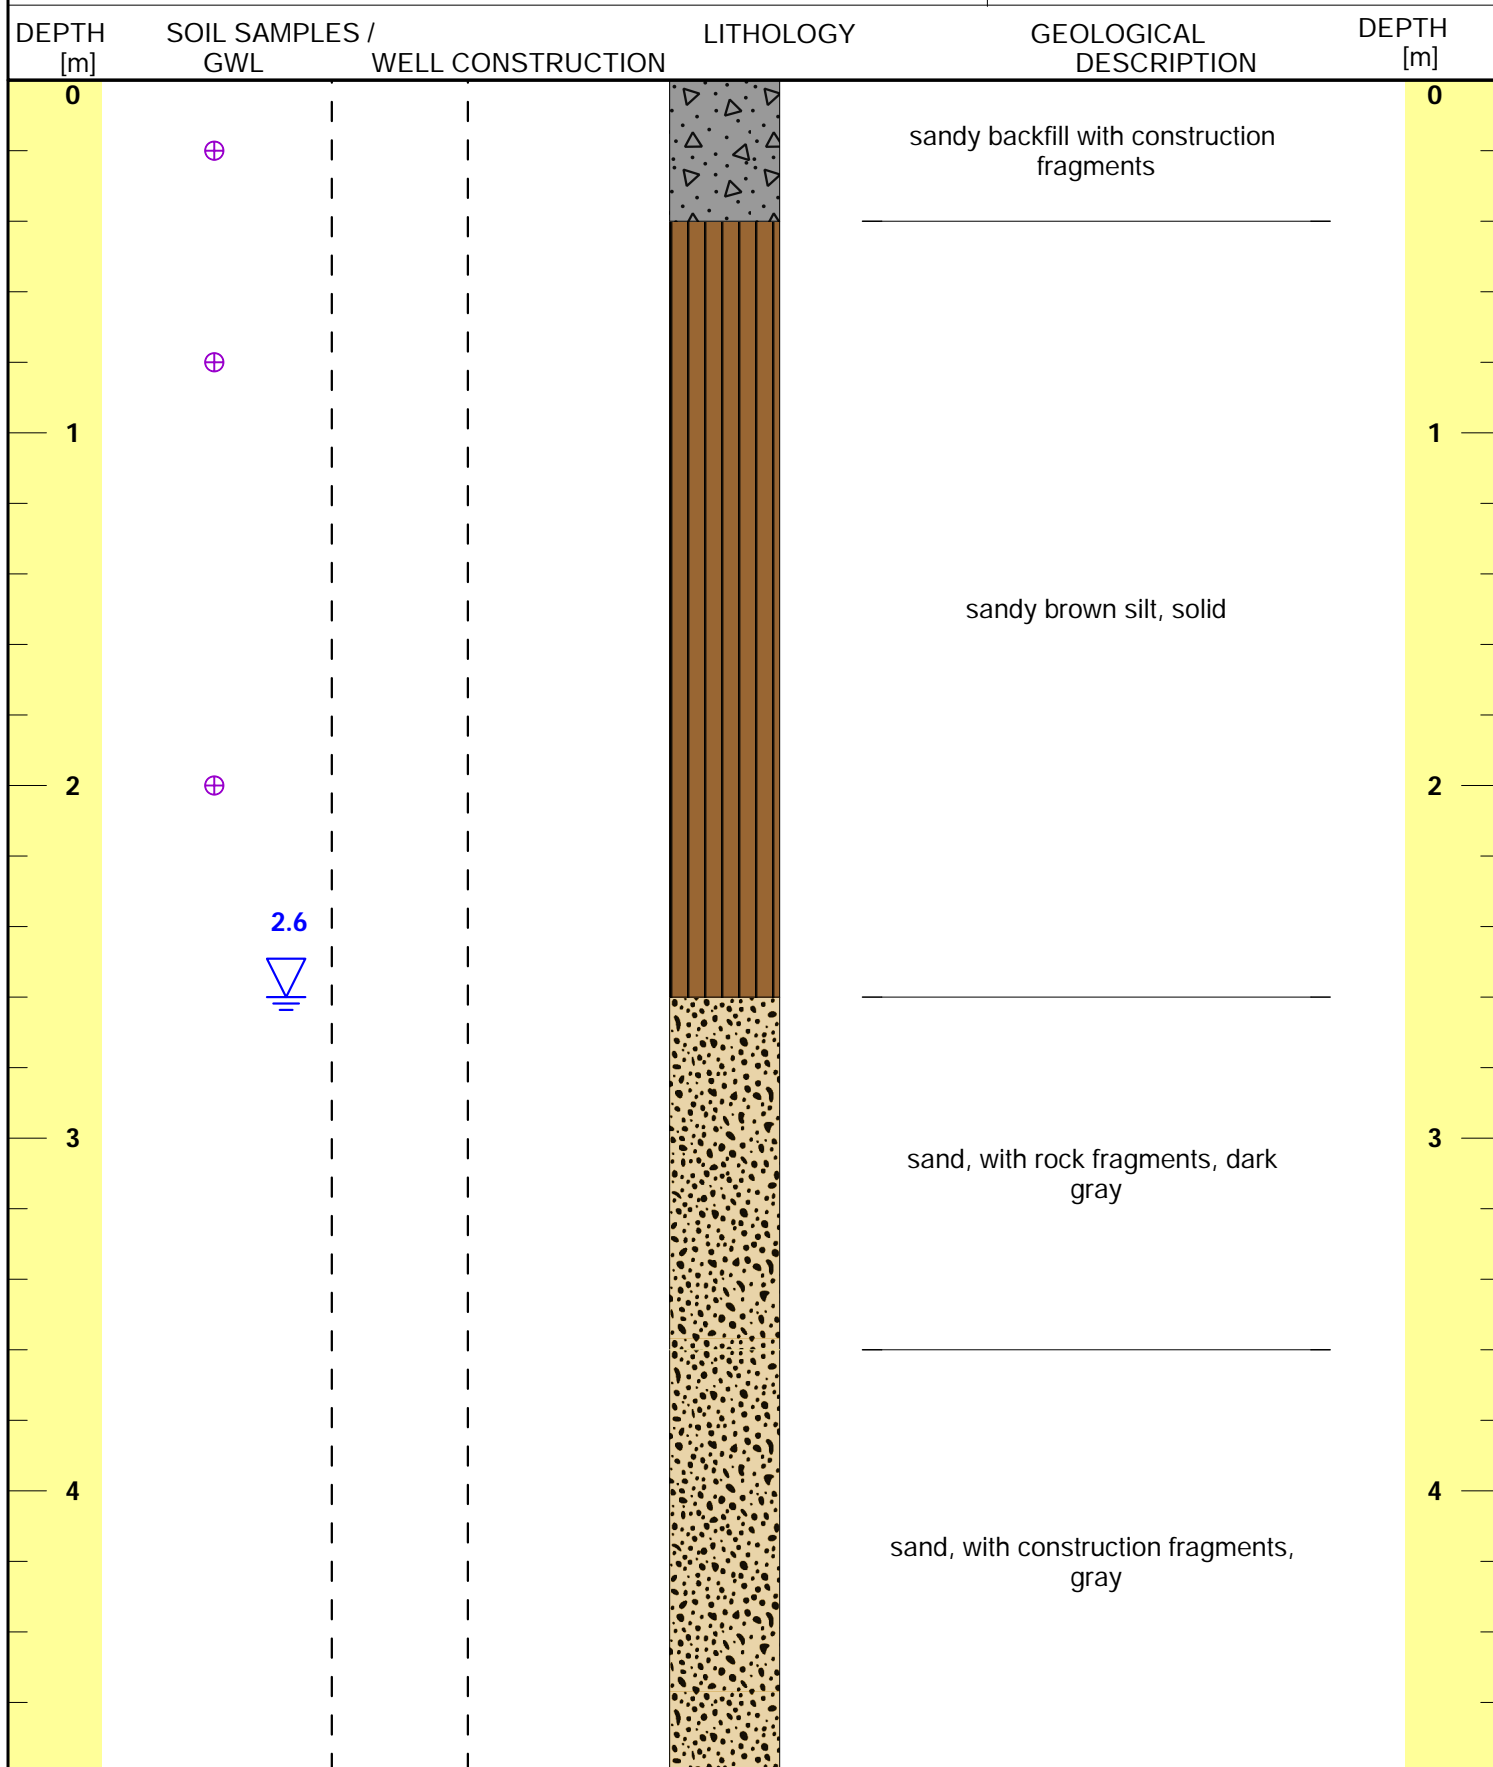 DEPTH
[m]
SOIL SAMPLES /
GWL
WELL CONSTRUCTION
LITHOLOGY
GEOLOGICAL
DESCRIPTION
DEPTH
[m]
0
0
sandy backfill with construction
fragments
1
1
sandy brown silt, solid
2
2
2.6
3
3
sand, with rock fragments, dark
gray
4
4
sand, with construction fragments,
gray